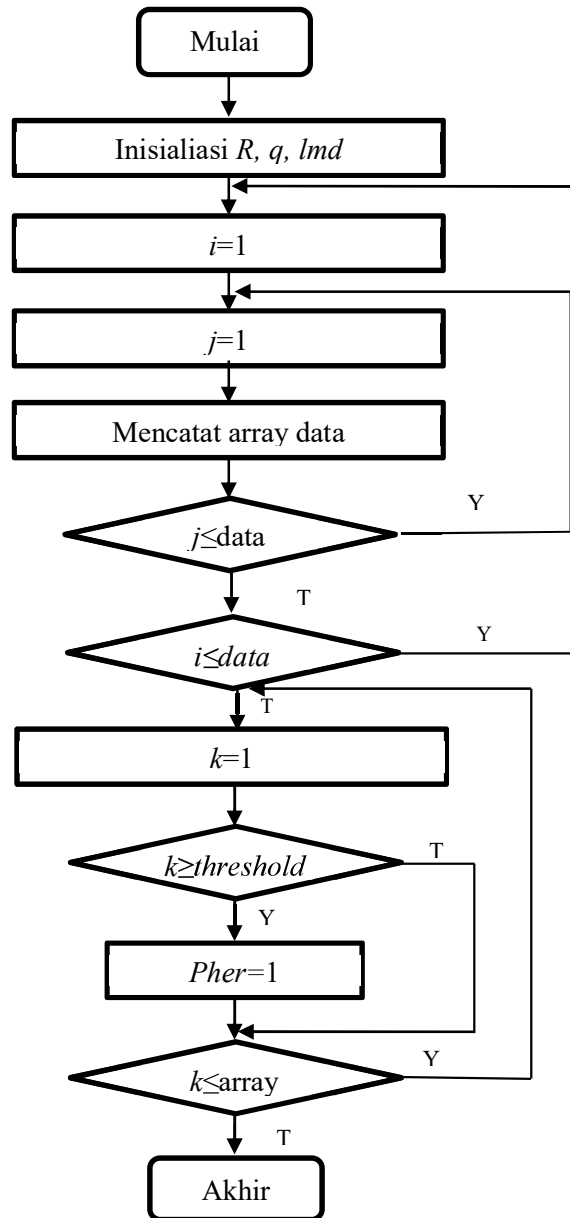 Mulai
Inisialiasi R, q, lmd
i=1
j=1
Mencatat array data
j≤data
Y
T
i≤data
Y
T
k=1
k≥threshold
T
Y
Pher=1
k≤array
Y
T
Akhir